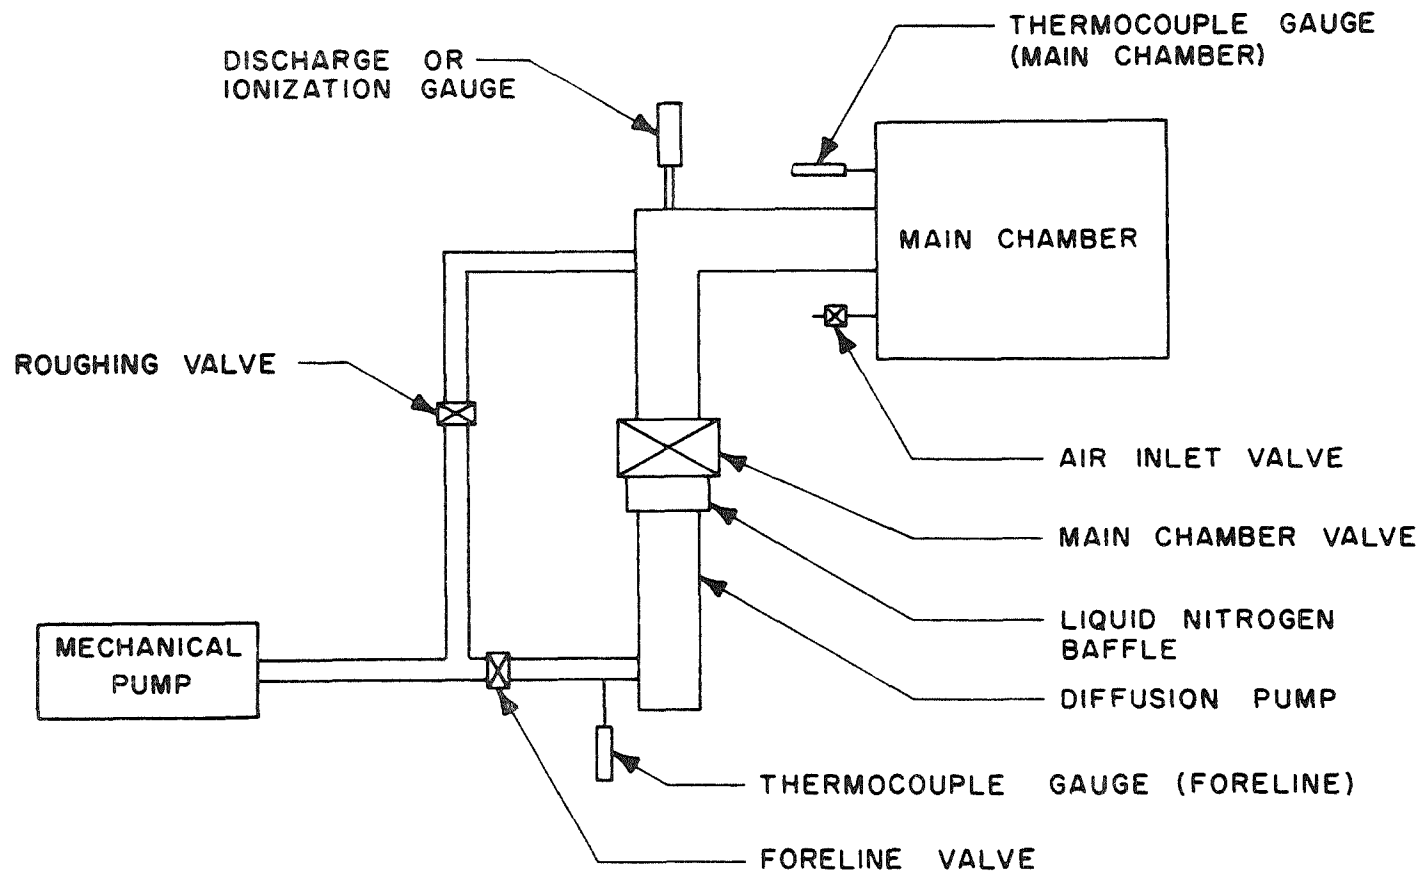 THERMOCOUPLE GAUGE
(MAIN CHAMBER)
DISCHARGE OR
IONIZATION GAUGE
MAIN CHAMBER
ROUGHING VALVE
AIR INLET VALVE
MAIN CHAMBER VALVE
LIQUID NITROGEN
BAFFLE
MECHANICAL
PUMP
DIFFUSION PUMP
THERMOCOUPLE GAUGE (FORELINE)
FORELINE VALVE